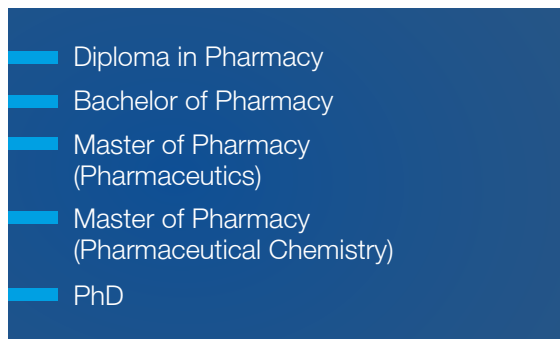 Diploma in Pharmacy
Bachelor of Pharmacy
Master of Pharmacy
(Pharmaceutics)
Master of Pharmacy
(Pharmaceutical Chemistry)
PhD